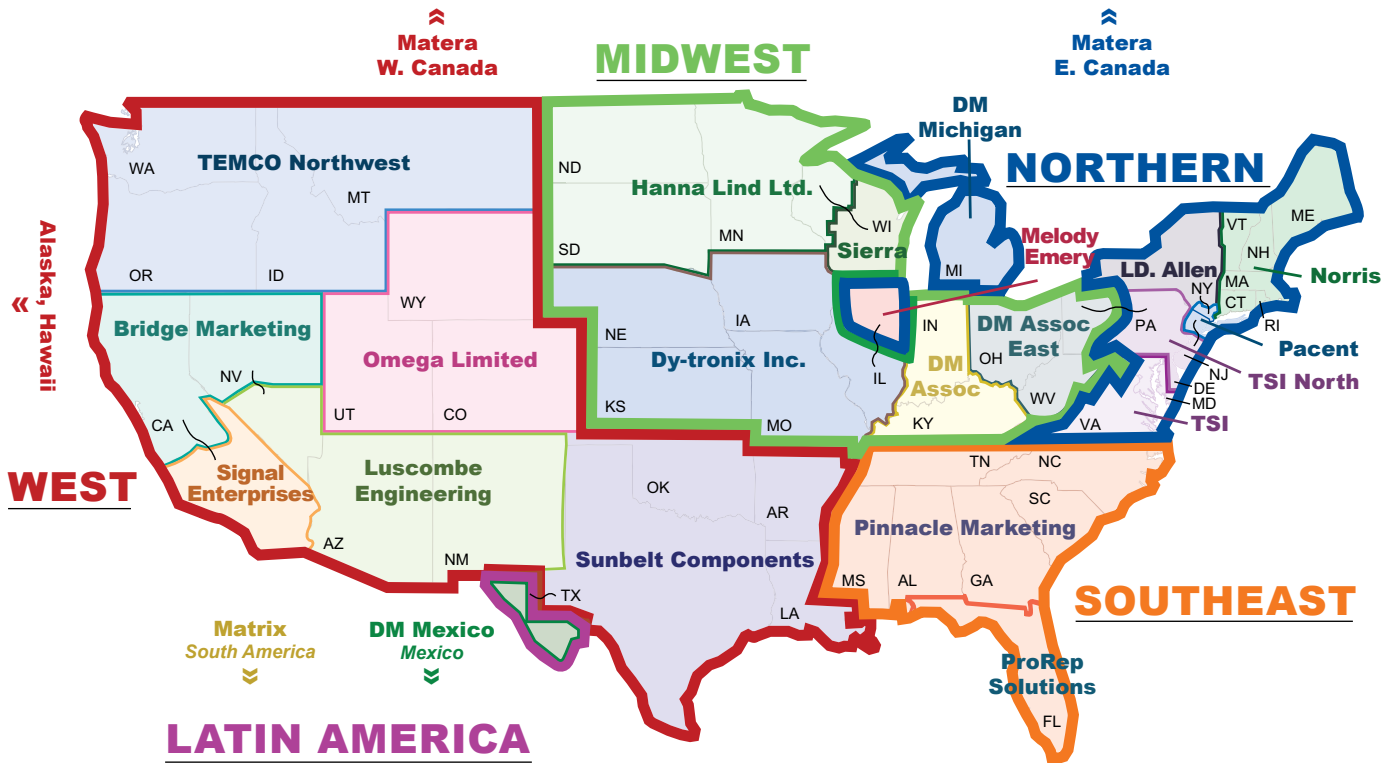 Matera
W. Canada
MIDWEST
Matera
E. Canada
DM
Michigan
NORTHERN
WA
TEMCO Northwest
MT
OR
ID
ND
Hanna Lind Ltd.
SD
MN
WI
Sierra
MI
Melody
Emery
LD. Allen
VT
ME
NH
MA
NY
CT
RI
Norris
Alaska, Hawaii
«
Bridge Marketing
NV
CA
WY
Omega Limited
UT
CO
NE
IA
Dy-tronix Inc.
KS
MO
IL
IN
DM
Assoc
KY
DM Assoc
East
OH
WV
PA
Pacent
NJ
TSI North
DE
MD
TSI
VA
WEST
Signal
Enterprises
Luscombe
Engineering
AZ
NM
OK
AR
Sunbelt Components
TX
LA
TN
NC
SC
Pinnacle Marketing
MS
AL
GA
SOUTHEAST
ProRep
Solutions
FL
Matrix
South America
DM Mexico
Mexico
LATIN AMERICA